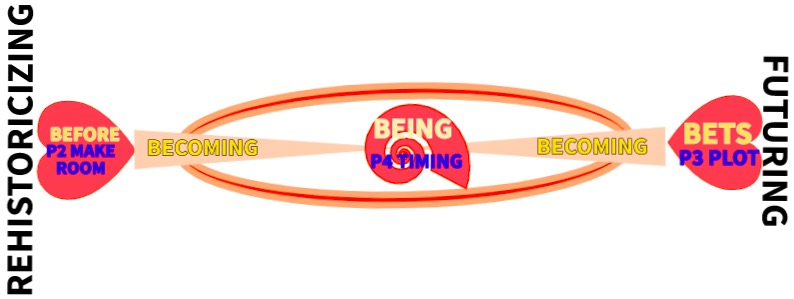 REHISTORICIZING
BEFORE
P2 MAKE
ROOM
BECOMING
BEING
P4 TIMING
BECOMING
BETS
P3 PLOT
FUTURING